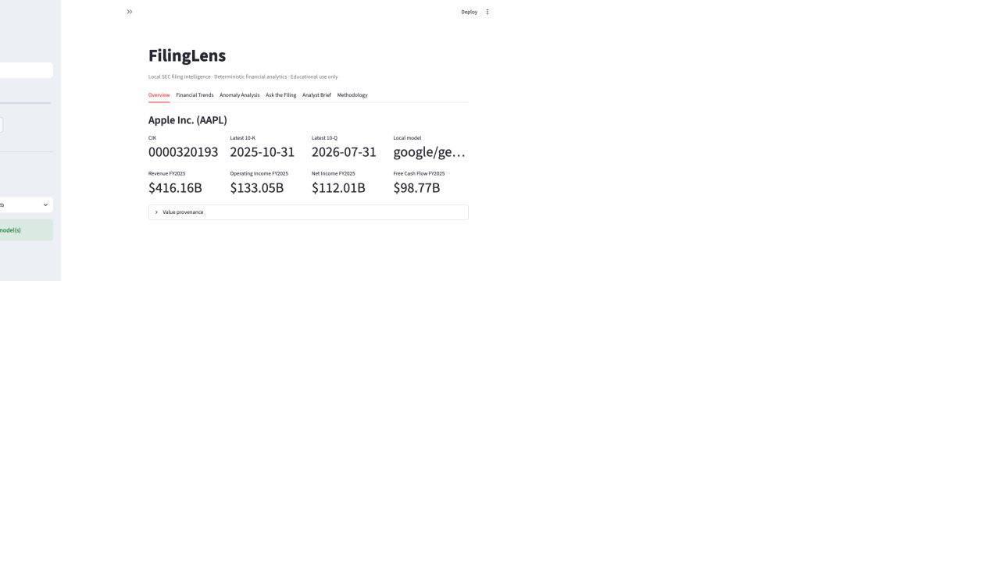 Deploy
FilingLens
Local SEC filing intelligence · Deterministic financial analytics · Educational use only
Overview Financial Trends Anomaly Analysis Ask the Filing Analyst Brief Methodology
Apple Inc. (AAPL)
CIK Latest 10-K Latest 10-Q Local model
0000320193 2025-10-31 2026-07-31 google/ge…
Revenue FY2025 Operating Income FY2025 Net Income FY2025 Free Cash Flow FY2025
$416.16B $133.05B $112.01B $98.77B
Value provenance
model(s)